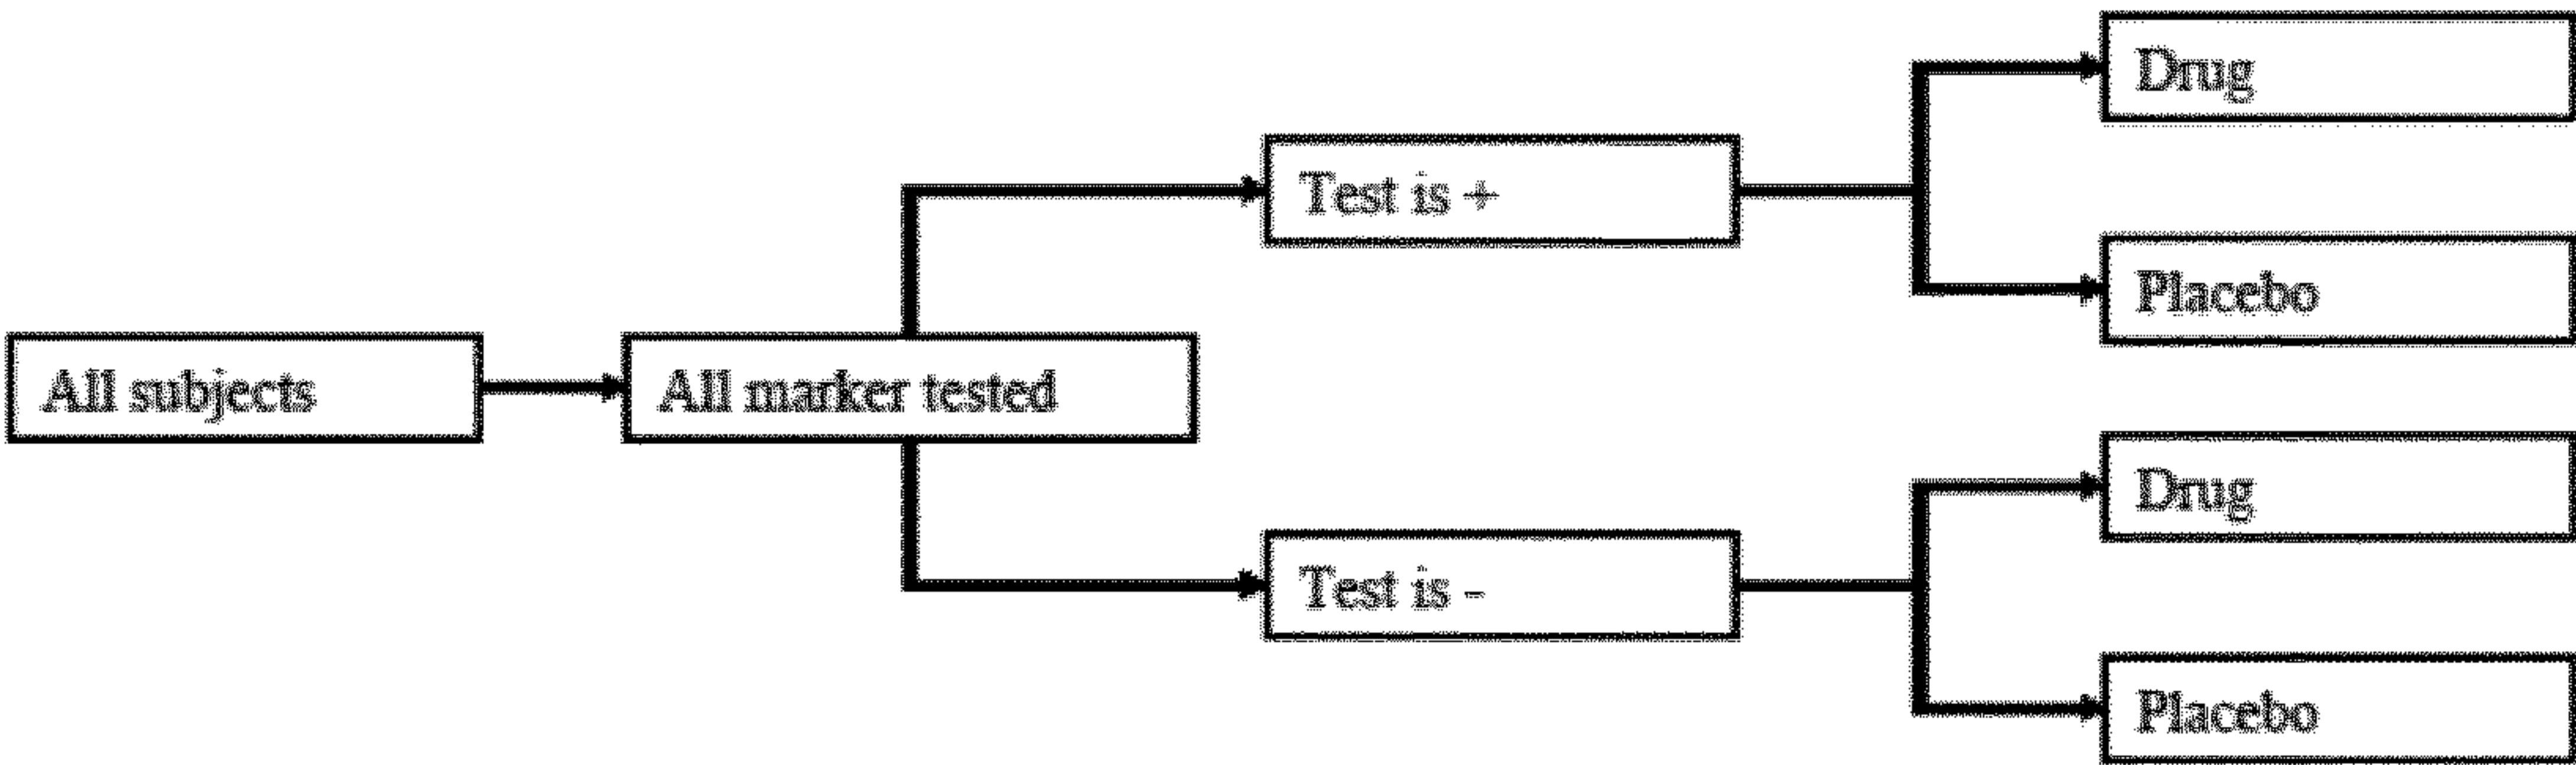 All subjects
All marker tested
Test is +
Drug
Placebo
Test is –
Drug
Placebo